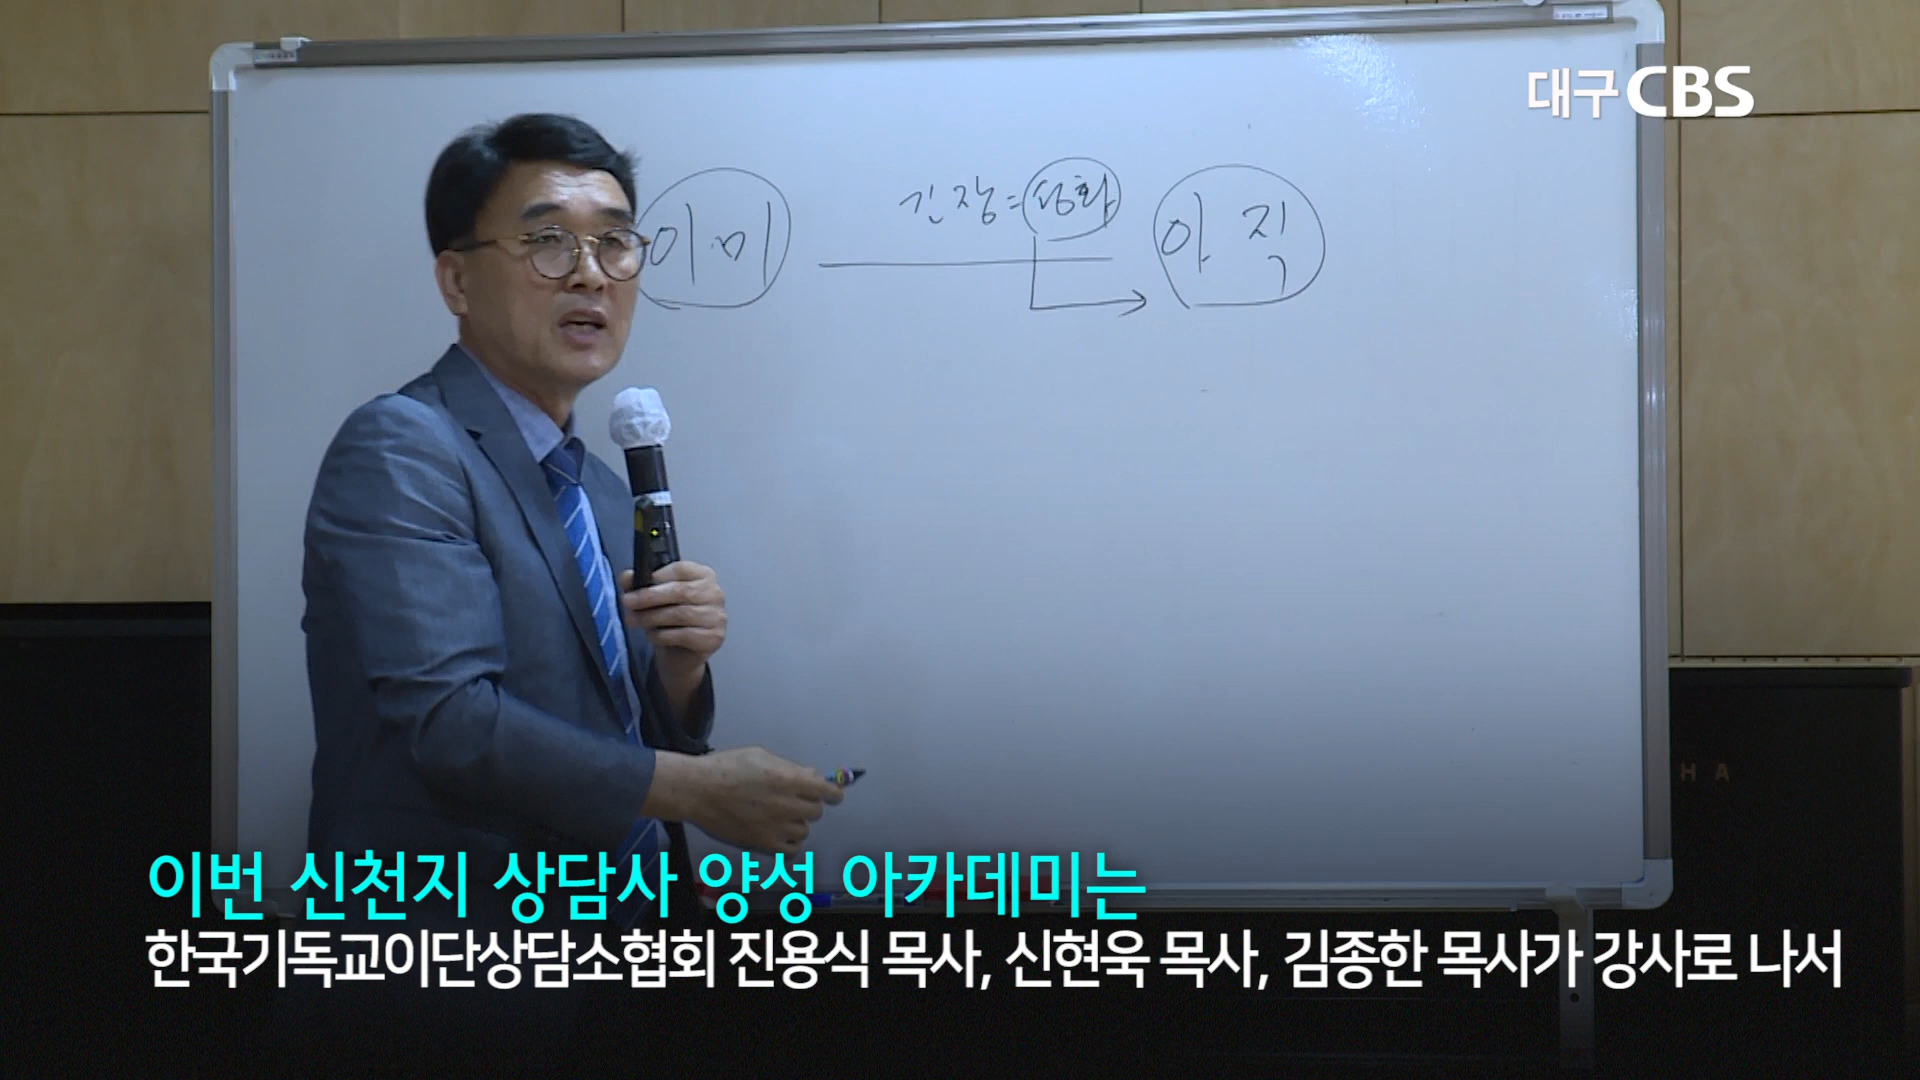 대구CBS
이미
긴장=성화
아직
HA
이번 신천지 상담사 양성 아카데미는
한국기독교이단상담소협회 진용식 목사, 신현욱 목사, 김종한 목사가 강사로 나서